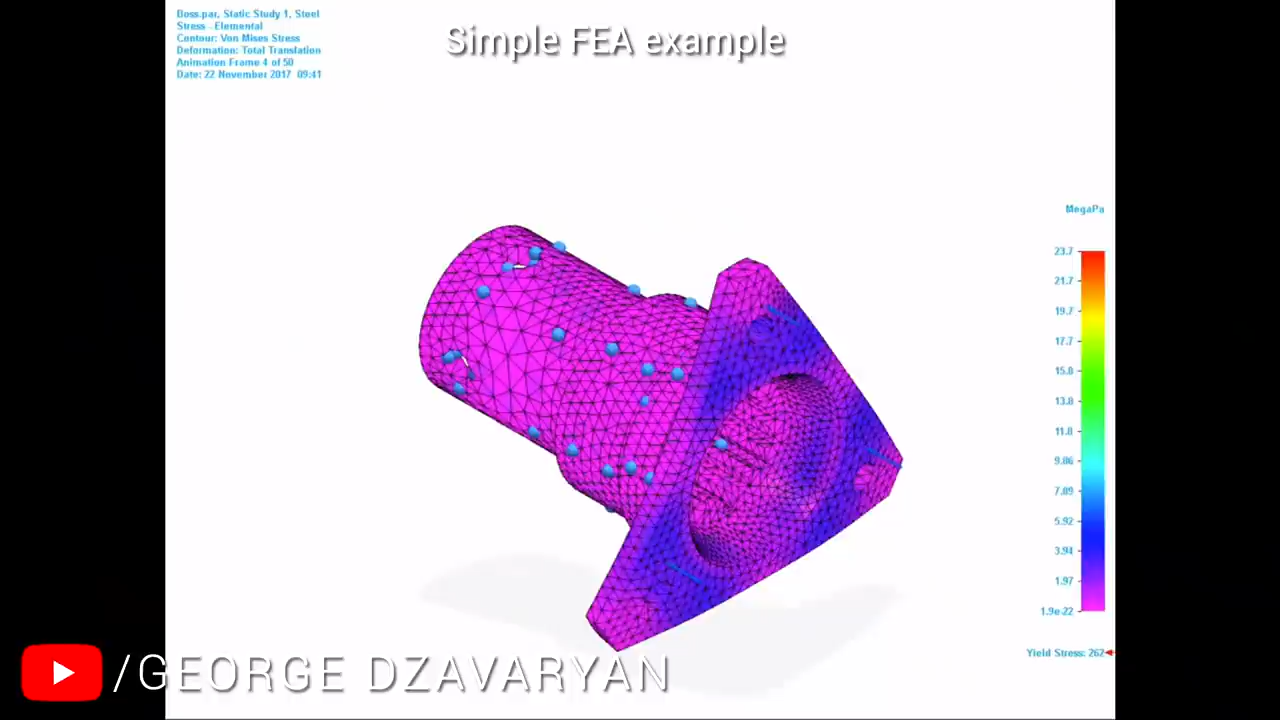 Boss.par, Static Study 1, Steel
Stress - Elemental
Contour: Von Mises Stress
Deformation: Total Translation
Animation Frame 4 of 50
Date: 22 November 2017 09:41
Simple FEA example
MegaPa
23.7
21.7
19.7
17.7
15.8
13.8
11.8
9.86
7.89
5.92
3.94
1.97
1.9e-22
Yield Stress: 262
/GEORGE DZAVARYAN